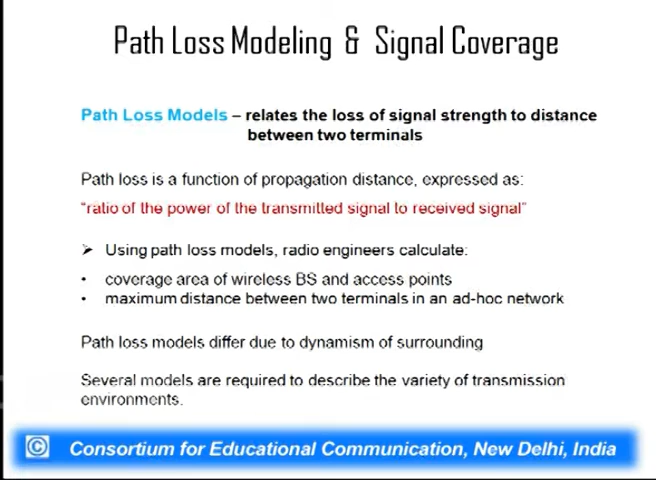 Path Loss Modeling & Signal Coverage
Path Loss Models – relates the loss of signal strength to distance
between two terminals
Path loss is a function of propagation distance, expressed as:
“ratio of the power of the transmitted signal to received signal”
➢ Using path loss models, radio engineers calculate:
• coverage area of wireless BS and access points
• maximum distance between two terminals in an ad-hoc network
Path loss models differ due to dynamism of surrounding
Several models are required to describe the variety of transmission
environments.
© Consortium for Educational Communication, New Delhi, India